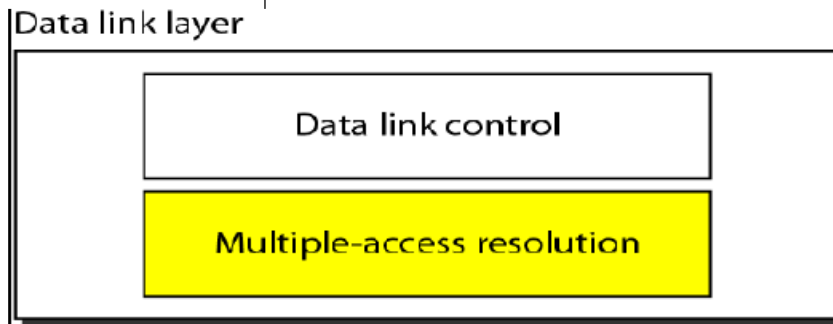 Data link layer
Data link control
Multiple-access resolution